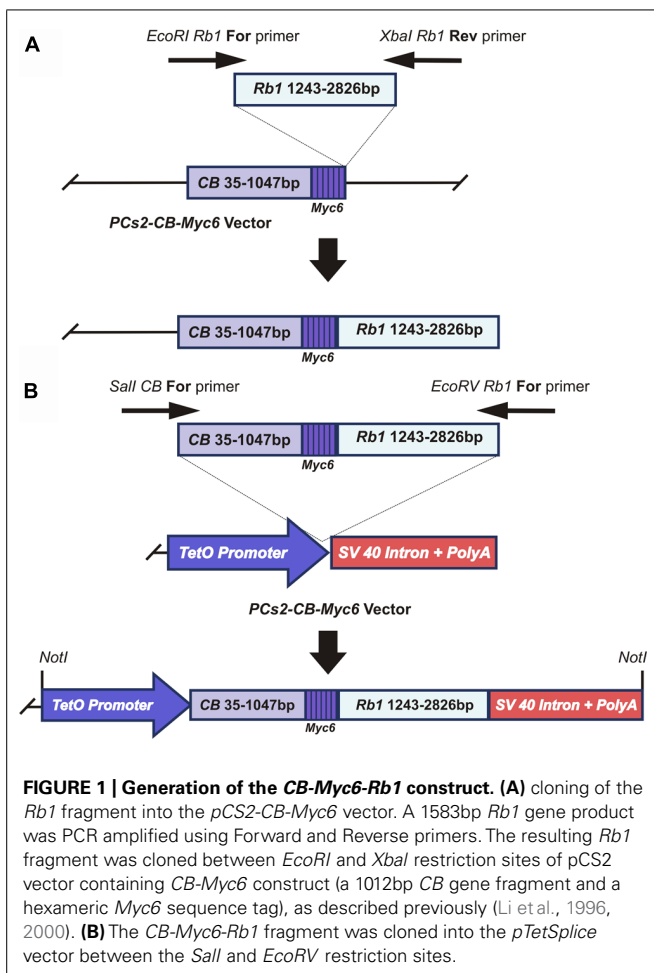 A
EcoRI Rb1 For primer
XbaI Rb1 Rev primer
Rb1 1243-2826bp
CB 35-1047bp
Myc6
PCs2-CB-Myc6 Vector
CB 35-1047bp
Rb1 1243-2826bp
Myc6
B
SalI CB For primer
EcoRV Rb1 For primer
CB 35-1047bp
Rb1 1243-2826bp
Myc6
TetO Promoter
SV 40 Intron + PolyA
PCs2-CB-Myc6 Vector
NotI
NotI
TetO Promoter
CB 35-1047bp
Rb1 1243-2826bp
SV 40 Intron + PolyA
Myc6
FIGURE 1 | Generation of the CB-Myc6-Rb1 construct. (A) cloning of the
Rb1 fragment into the pCS2-CB-Myc6 vector. A 1583bp Rb1 gene product
was PCR amplified using Forward and Reverse primers. The resulting Rb1
fragment was cloned between EcoRI and XbaI restriction sites of pCS2
vector containing CB-Myc6 construct (a 1012bp CB gene fragment and a
hexameric Myc6 sequence tag), as described previously (Li et al., 1996,
2000). (B) The CB-Myc6-Rb1 fragment was cloned into the pTetSplice
vector between the SalI and EcoRV restriction sites.